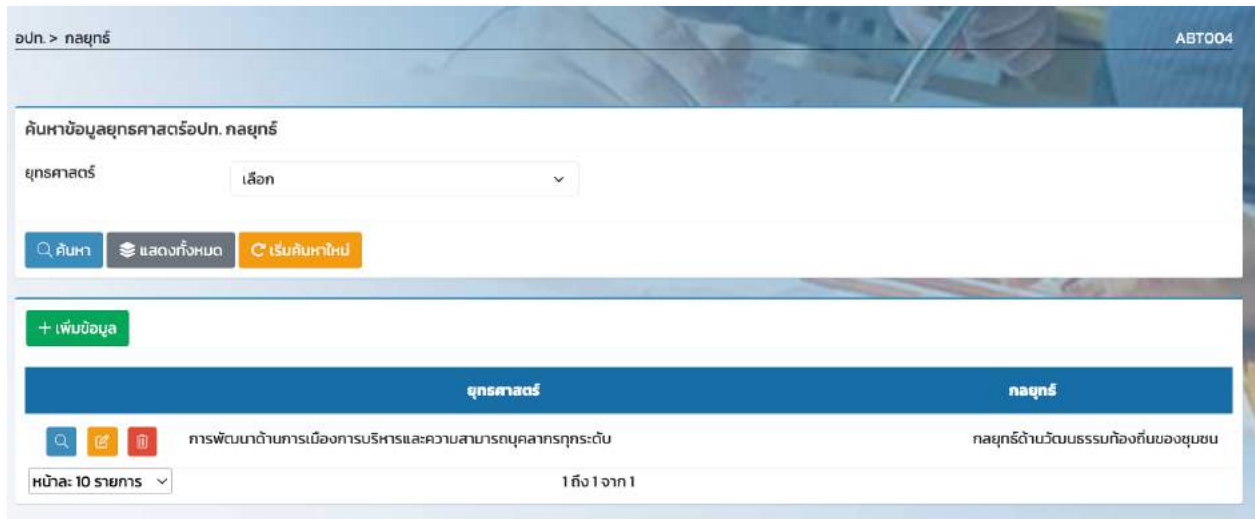 อปท. > กลยุทธ์ ABT004
ค้นหาข้อมูลยุทธศาสตร์อปท. กลยุทธ์
ยุทธศาสตร์ เลือก
ค้นหา แสดงทั้งหมด เริ่มค้นหาใหม่
+ เพิ่มข้อมูล
ยุทธศาสตร์ กลยุทธ์
การพัฒนาด้านการเมืองการบริหารและความสามารถบุคลากรทุกระดับ กลยุทธ์ด้านวัฒนธรรมท้องถิ่นของชุมชน
หน้าละ 10 รายการ 1 ถึง 1 จาก 1